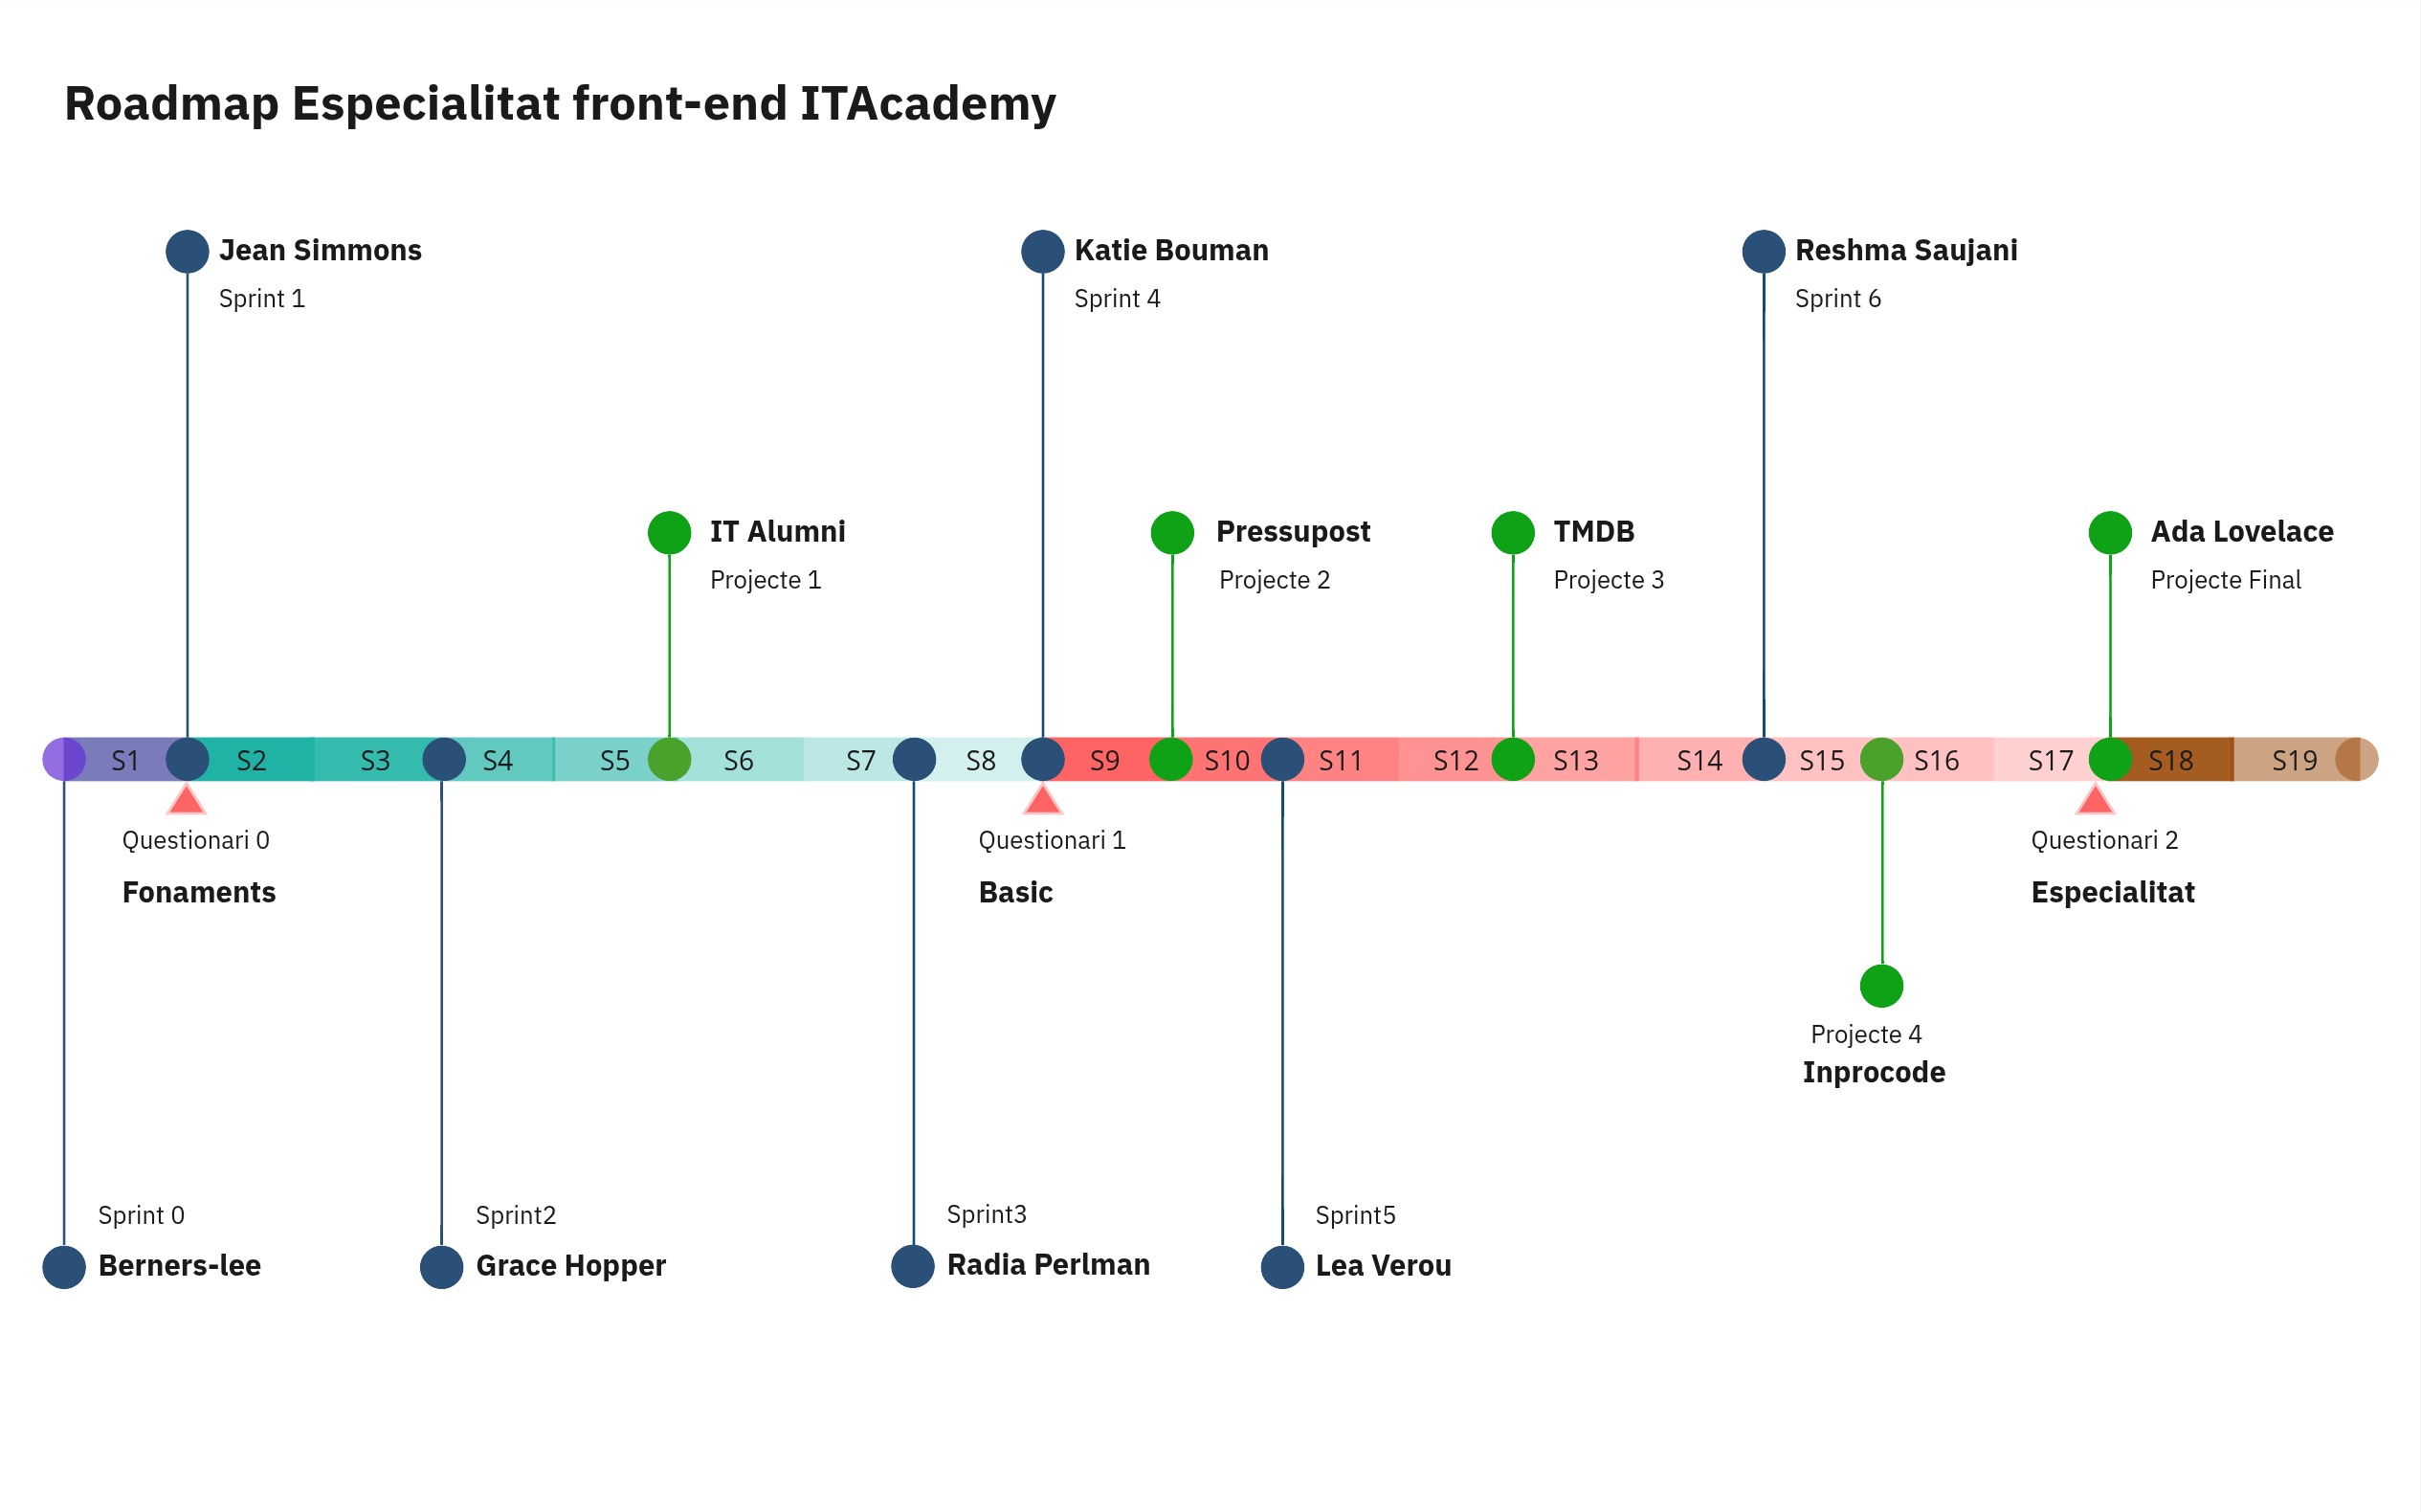 Roadmap Especialitat front-end ITAcademy
Jean Simmons
Sprint 1
Katie Bouman
Sprint 4
Reshma Saujani
Sprint 6
IT Alumni
Projecte 1
Pressupost
Projecte 2
TMDB
Projecte 3
Ada Lovelace
Projecte Final
S1 S2 S3 S4 S5 S6 S7 S8 S9 S10 S11 S12 S13 S14 S15 S16 S17 S18 S19
Questionari 0
Fonaments
Questionari 1
Basic
Questionari 2
Especialitat
Projecte 4
Inprocode
Sprint 0
Berners-lee
Sprint2
Grace Hopper
Sprint3
Radia Perlman
Sprint5
Lea Verou